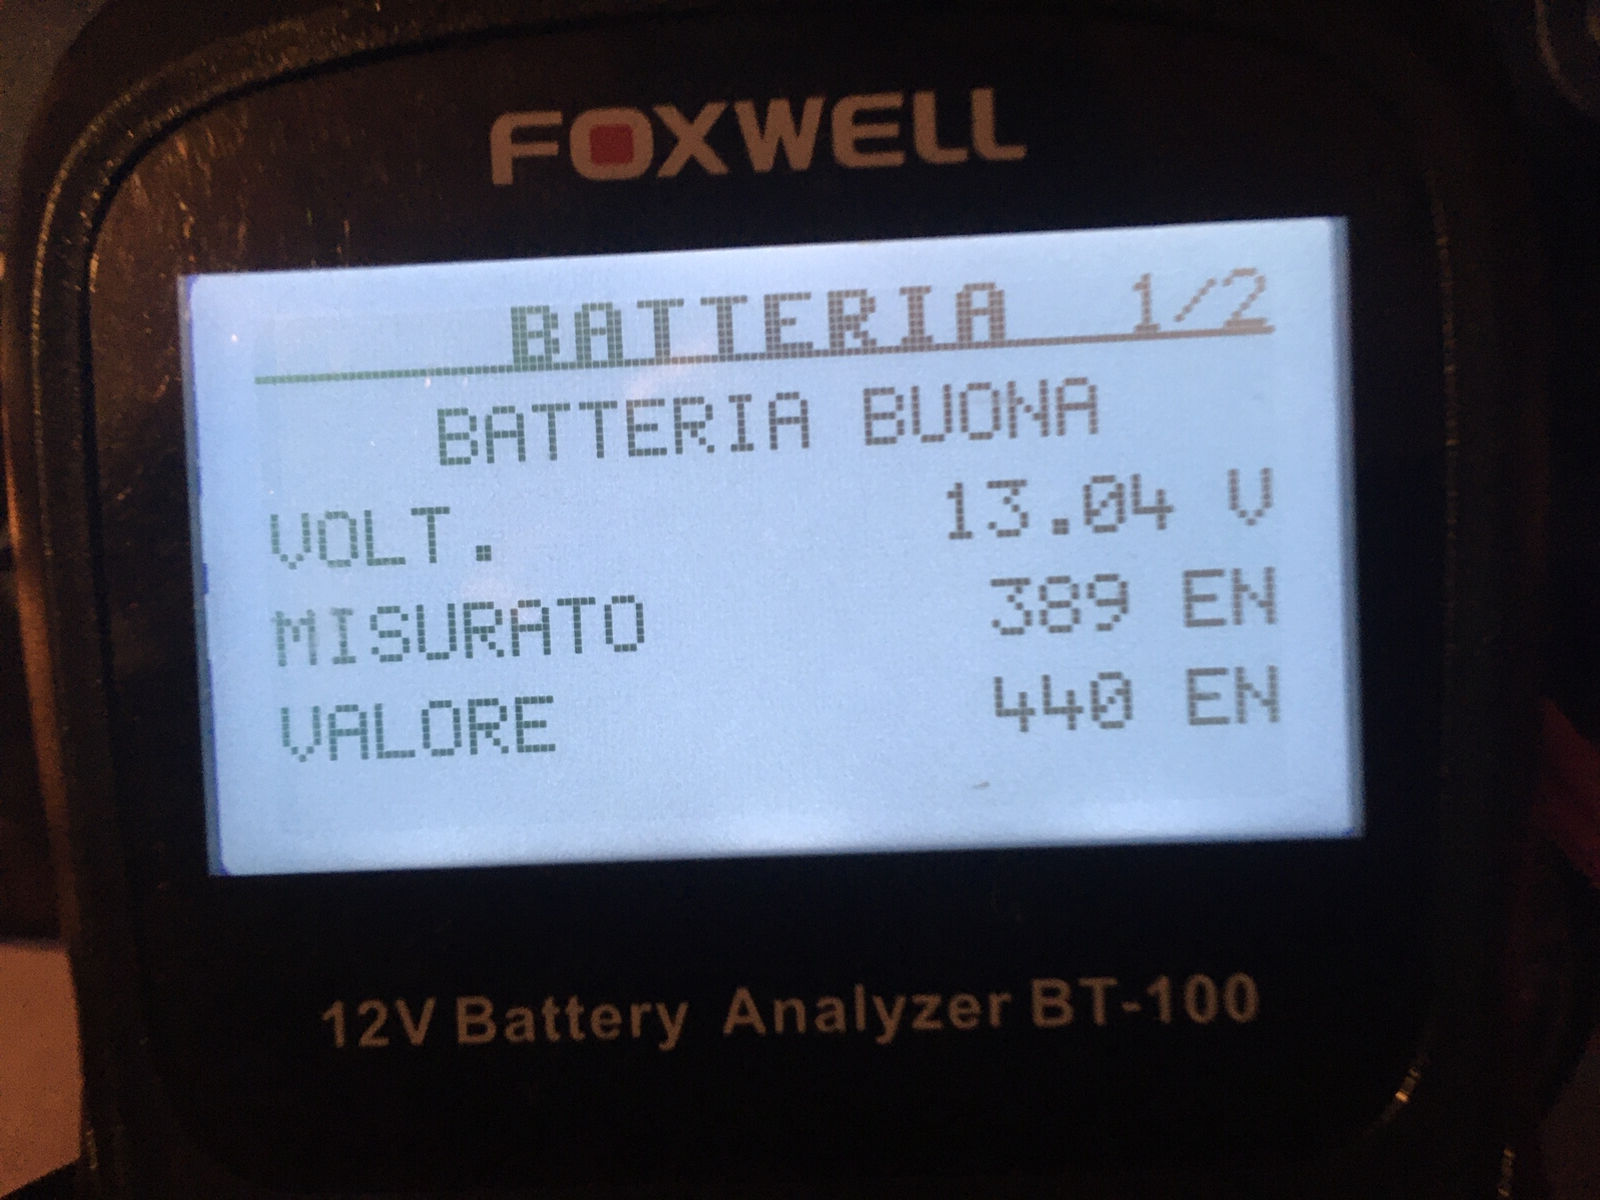 FOXWELL
BATTERIA 1/2
BATTERIA BUONA
VOLT. 13.04 V
MISURATO 389 EN
VALORE 440 EN
12V Battery Analyzer BT-100